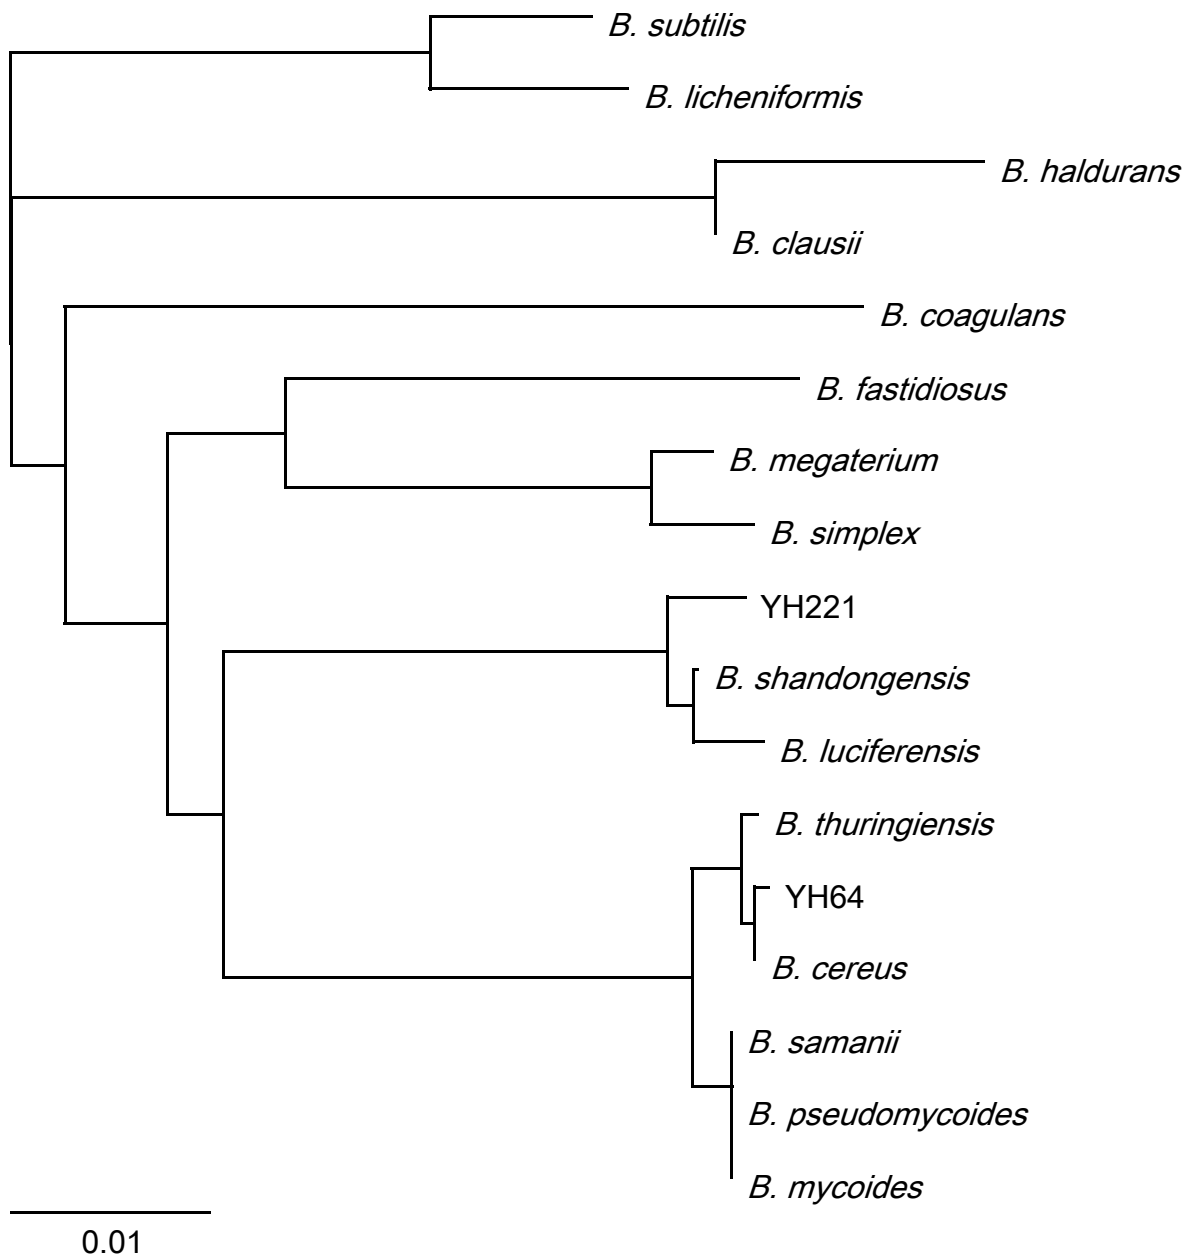 B. subtilis
B. licheniformis
B. haldurans
B. clausii
B. coagulans
B. fastidiosus
B. megaterium
B. simplex
YH221
B. shandongensis
B. luciferensis
B. thuringiensis
YH64
B. cereus
B. samanii
B. pseudomycoides
B. mycoides
0.01